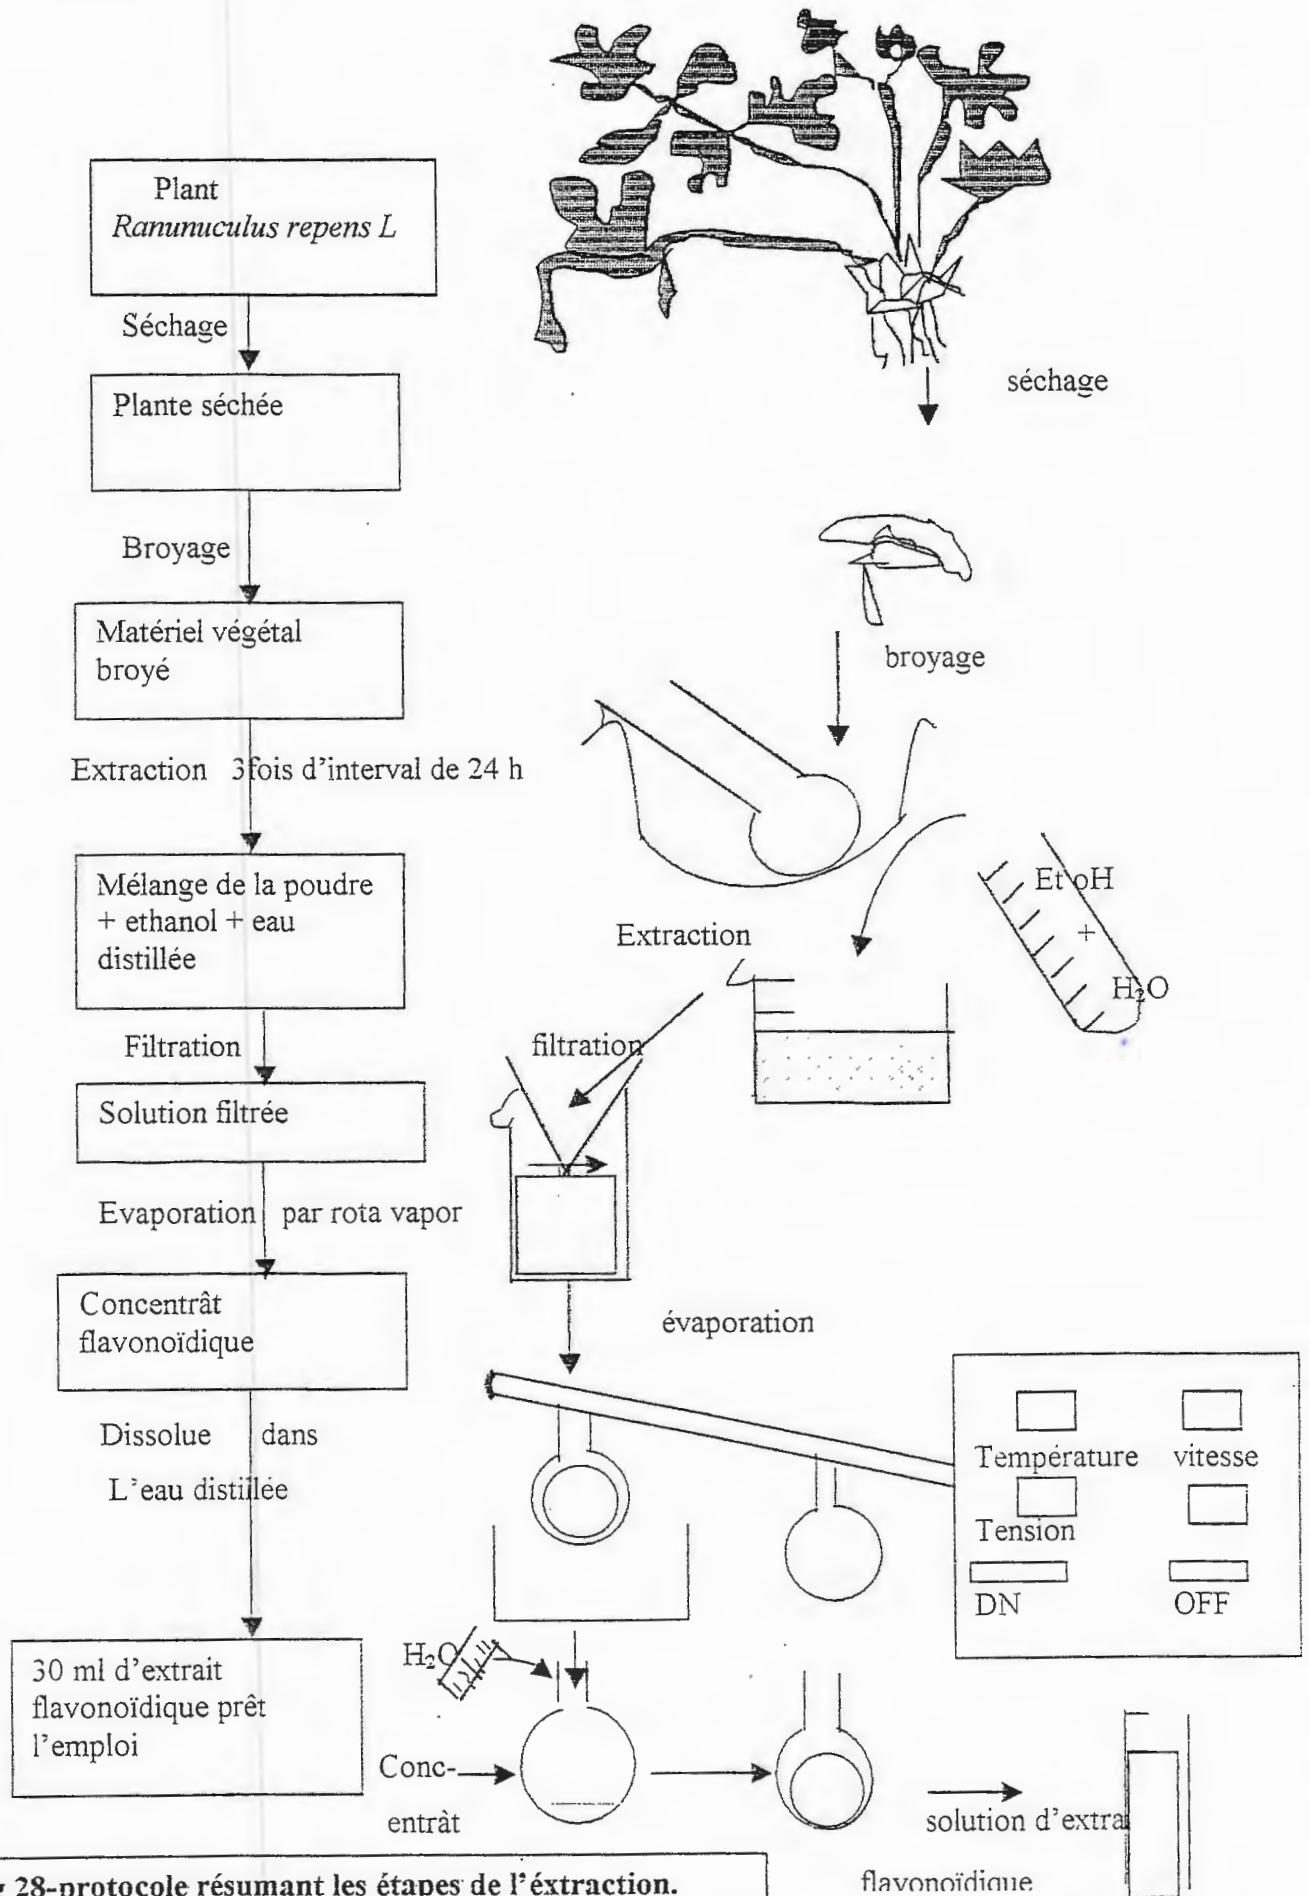 Plant
Ranunuculus repens L
Séchage
Plante séchée
Broyage
Matériel végétal
broyé
Extraction 3fois d'interval de 24 h
Mélange de la poudre
+ ethanol + eau
distillée
Filtration
Solution filtrée
Evaporation par rota vapor
Concentrât
flavonoïdique
Dissolue dans
L'eau distillée
30 ml d'extrait
flavonoïdique prêt
l'emploi
séchage
broyage
Et oH
+
H₂O
Extraction
filtration
évaporation
Température vitesse
Tension
DN OFF
H₂O
Conc-
entrât
solution d'extra
flavonoïdique
28-protocole résumant les étapes de l'éxtraction.